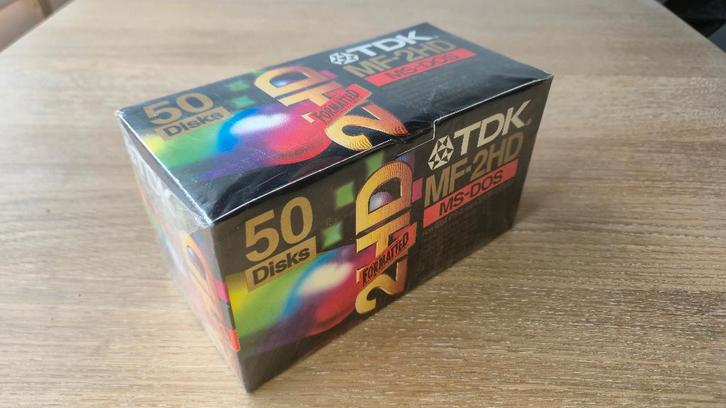 50
Disks
2HD
FORMATTED
TDK
MF-2HD
MS-DOS
50
Disks
2HD
FORMATTED
TDK
MF-2HD
MS-DOS